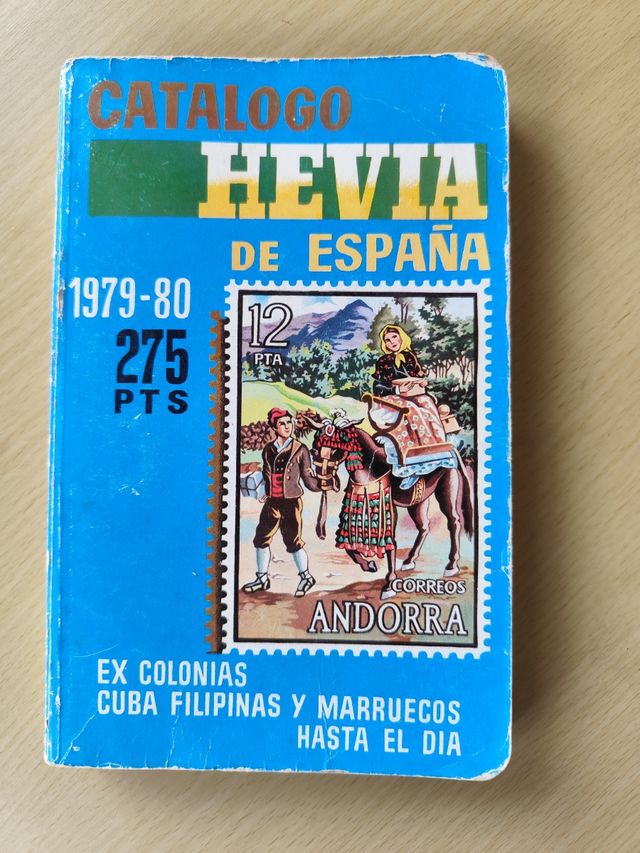 CATALOGO
HEVIA
DE ESPAÑA
1979-80
275
PTS
12
PTA
CORREOS
ANDORRA
EX COLONIAS
CUBA FILIPINAS Y MARRUECOS
HASTA EL DIA